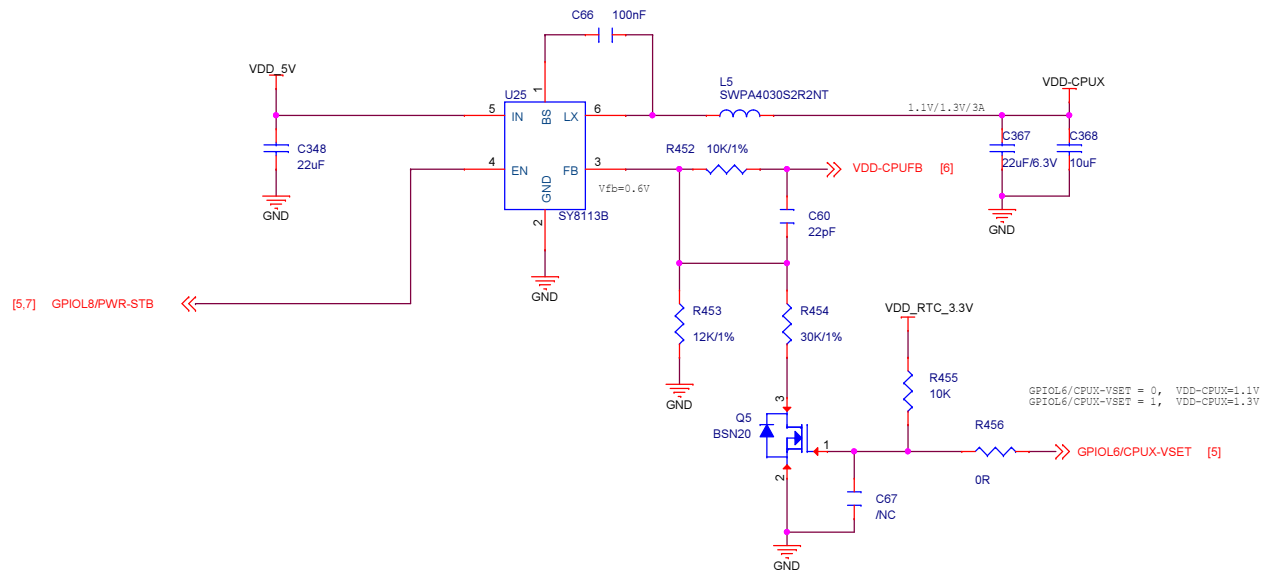 C66 100nF
VDD_5V
L5
SWPA4030S2R2NT
VDD-CPUX
U25
1
5 IN BS LX 6
1.1V/1.3V/3A
C348
22uF
R452 10K/1%
C367
22uF/6.3V
C368
10uF
4 EN FB 3
VDD-CPUFB [6]
Vfb=0.6V
GND
GND
2
SY8113B
C60
22pF
GND
GND
[5,7] GPIOL8/PWR-STB
R453
12K/1%
R454
30K/1%
VDD_RTC_3.3V
R455
10K
GPIOL6/CPUX-VSET = 0, VDD-CPUX=1.1V
GPIOL6/CPUX-VSET = 1, VDD-CPUX=1.3V
GND
3
Q5
BSN20
1
R456
0R
GPIOL6/CPUX-VSET [5]
2
C67
/NC
GND